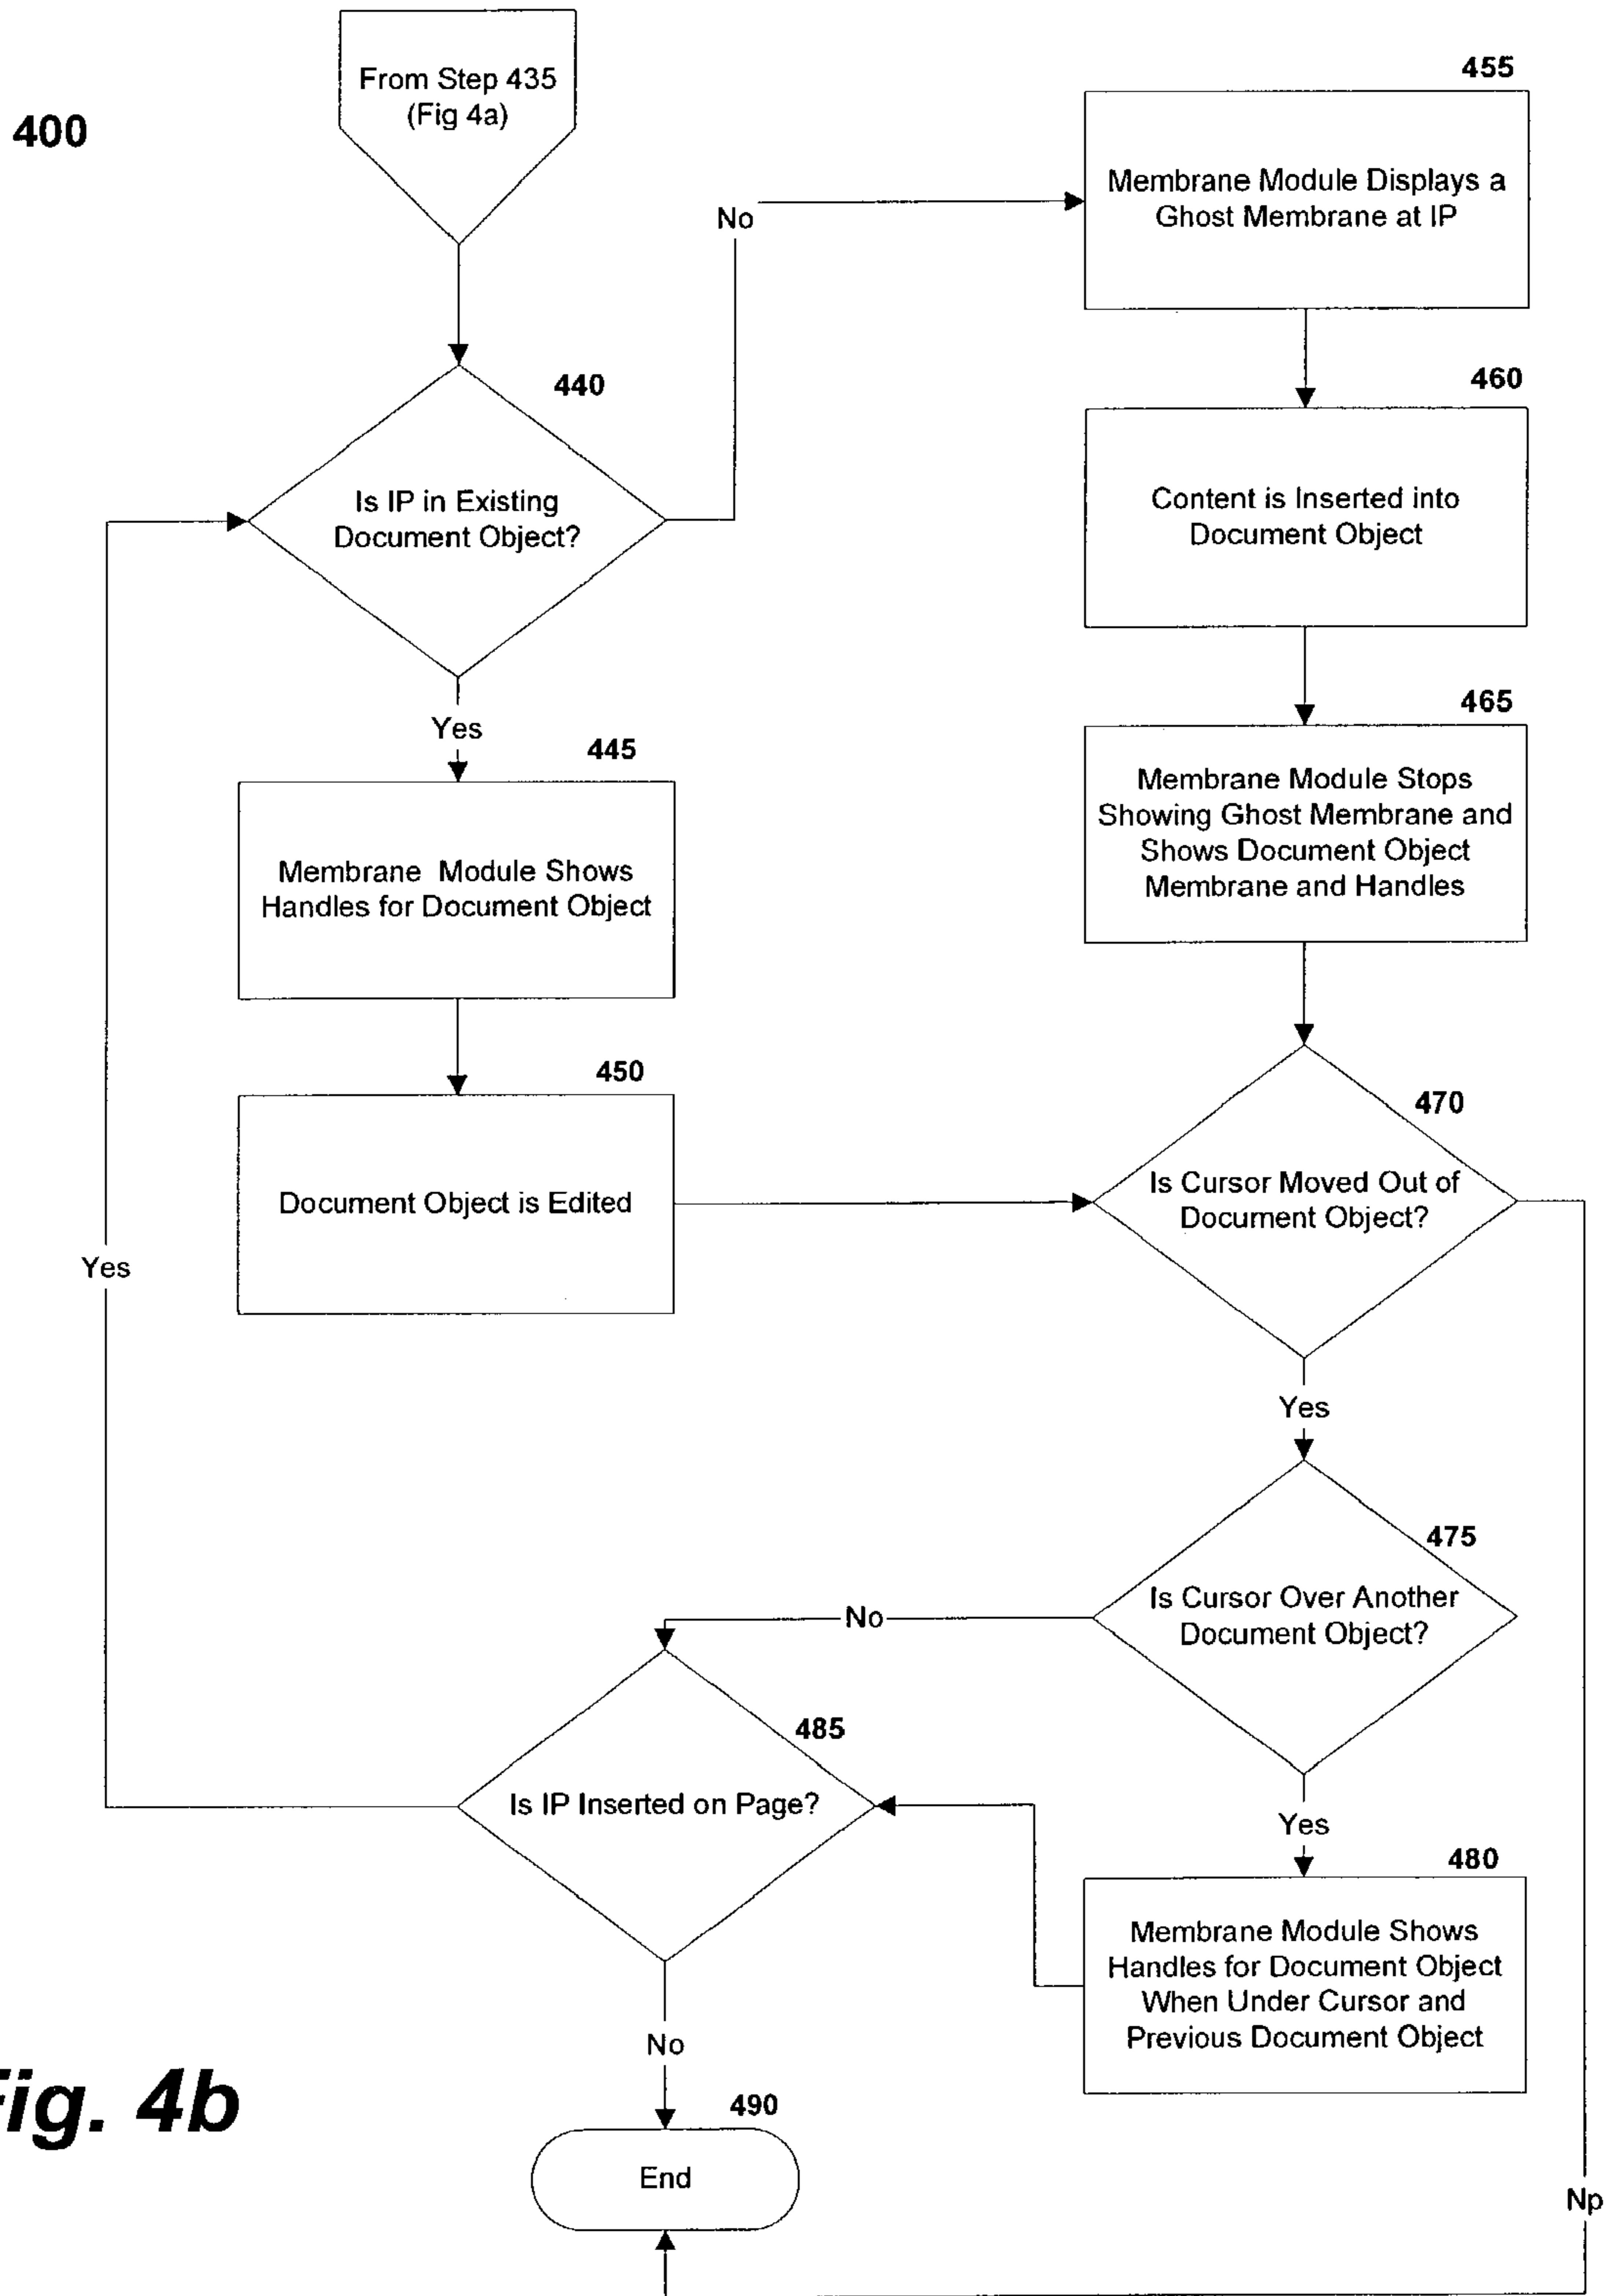 400
From Step 435
(Fig 4a)
440
Is IP in Existing
Document Object?
No
Yes
445
Membrane Module Shows
Handles for Document Object
450
Document Object is Edited
455
Membrane Module Displays a
Ghost Membrane at IP
460
Content is Inserted into
Document Object
465
Membrane Module Stops
Showing Ghost Membrane and
Shows Document Object
Membrane and Handles
470
Is Cursor Moved Out of
Document Object?
Yes
Np
475
Is Cursor Over Another
Document Object?
No
Yes
480
Membrane Module Shows
Handles for Document Object
When Under Cursor and
Previous Document Object
485
Is IP Inserted on Page?
Yes
No
490
End
Fig. 4b